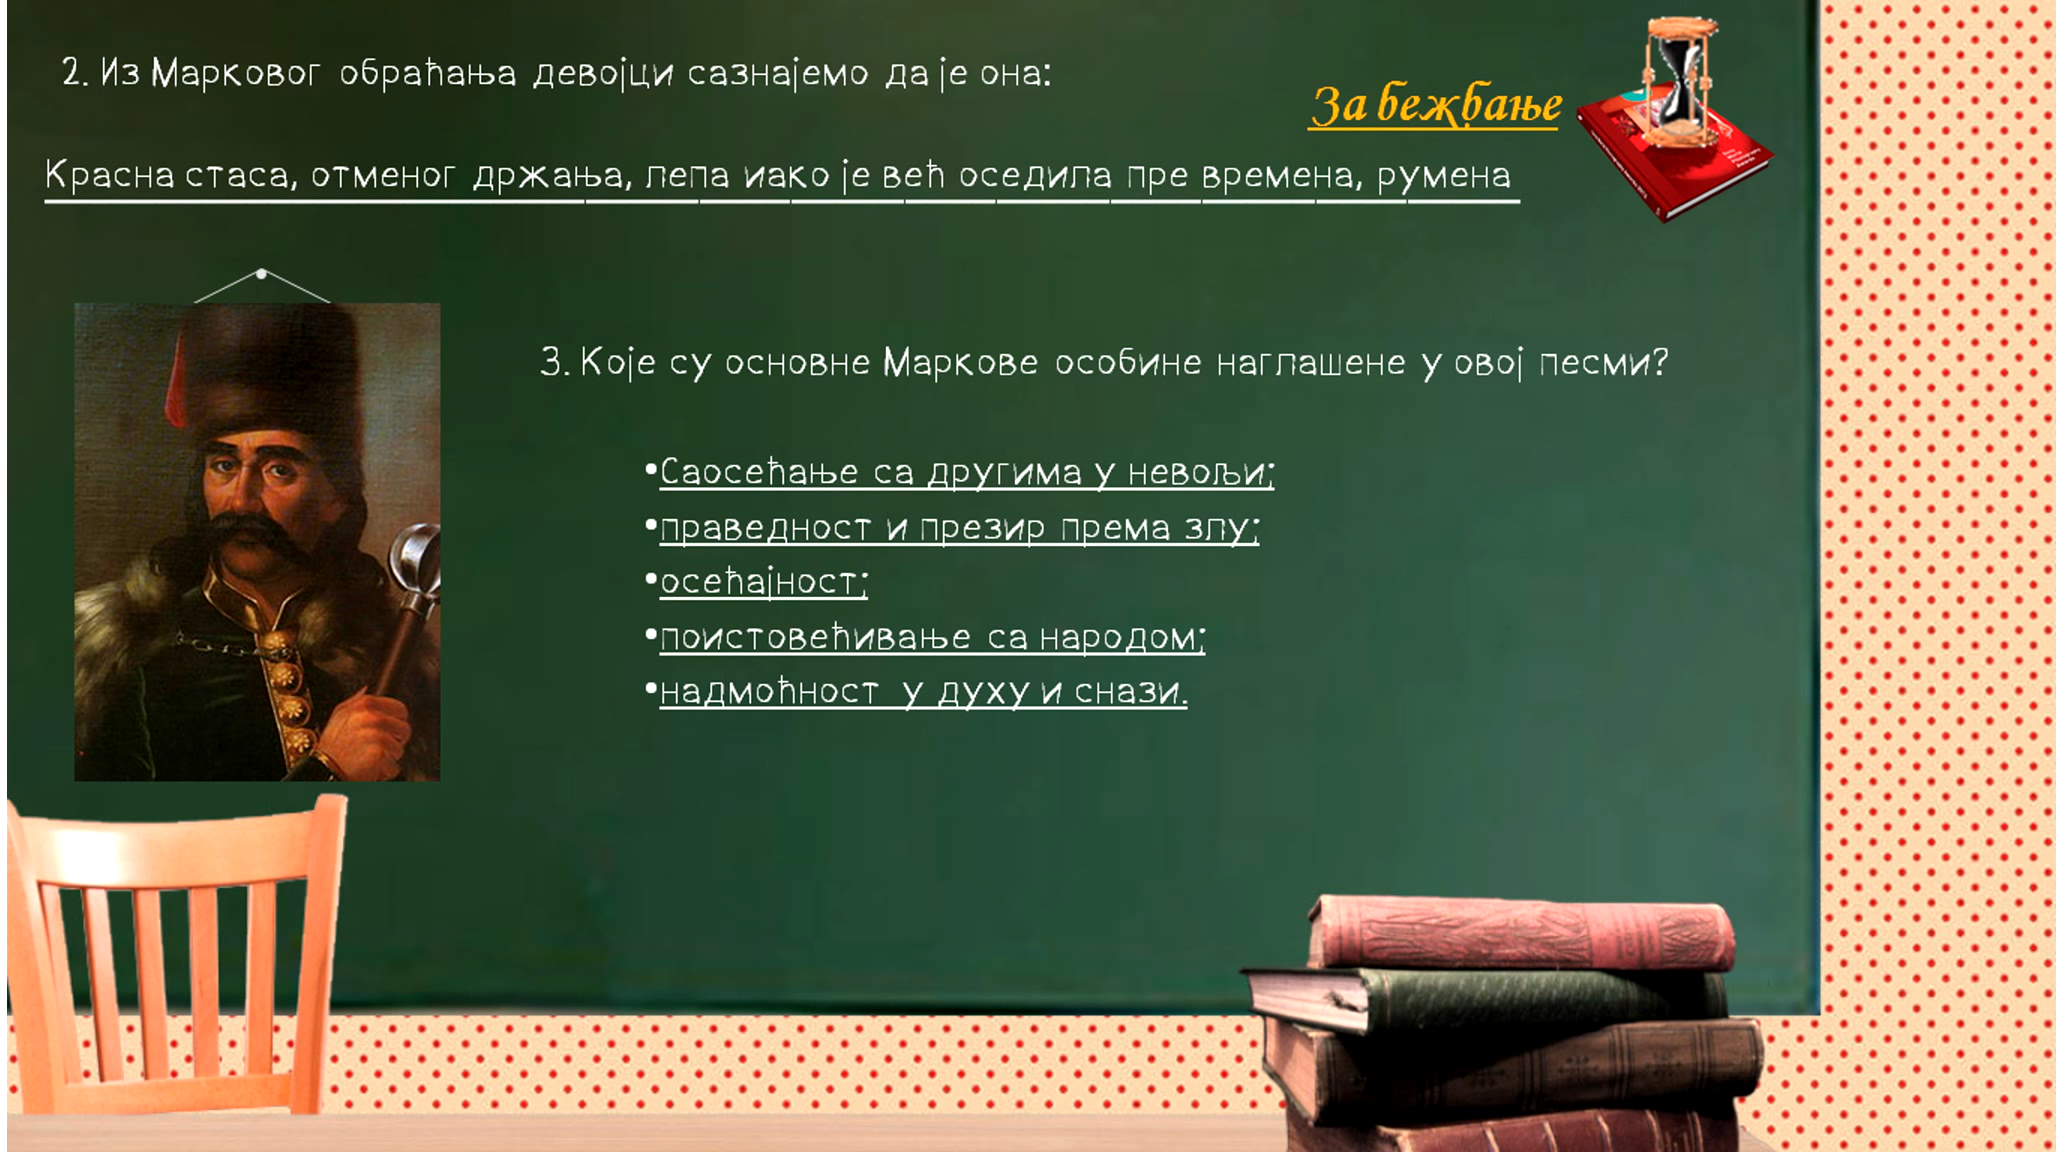 2. Из Марковог обраћања девојци сазнајемо да је она:
За бежбање
Красна стаса, отменог држања, лепа иако је већ оседила пре времена, румена
3. Које су основне Маркове особине наглашене у овој песми?
•Саосећање са другима у невољи;
•праведност и презир према злу;
•осећајност;
•поистовећивање са народом;
•надмоћност у духу и снази.